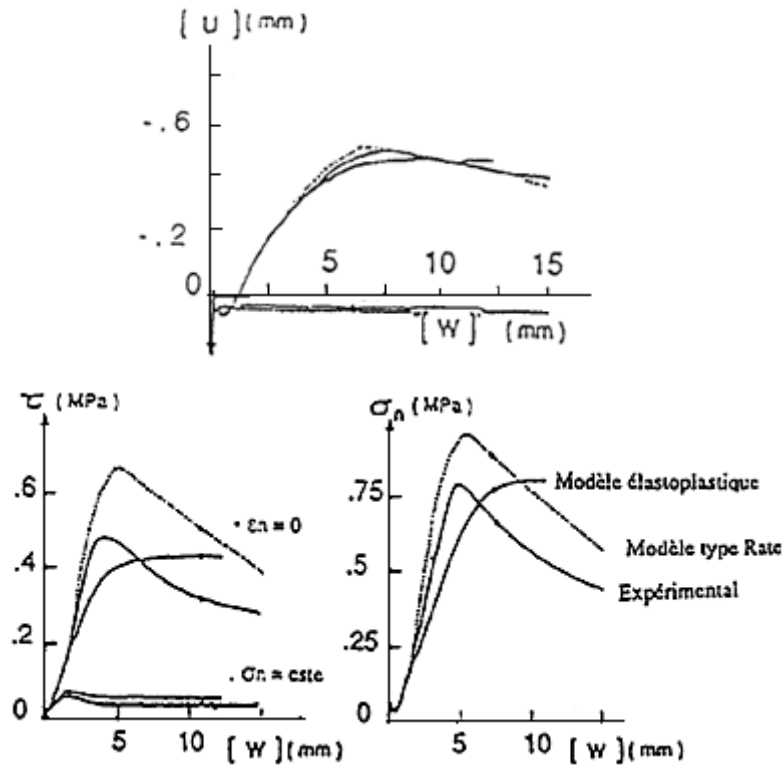 [ U ] (mm)
-.6
-.2
0
5 10 15
[ W ] (mm)
τ (MPa)
.6
.4
.2
0
• εn = 0
. σn = cste
5 10 [ W ] (mm)
σn (MPa)
.75
.5
.25
0
Modèle élastoplastique
Modèle type Rate
Expérimental
5 10 [ W ] (mm)